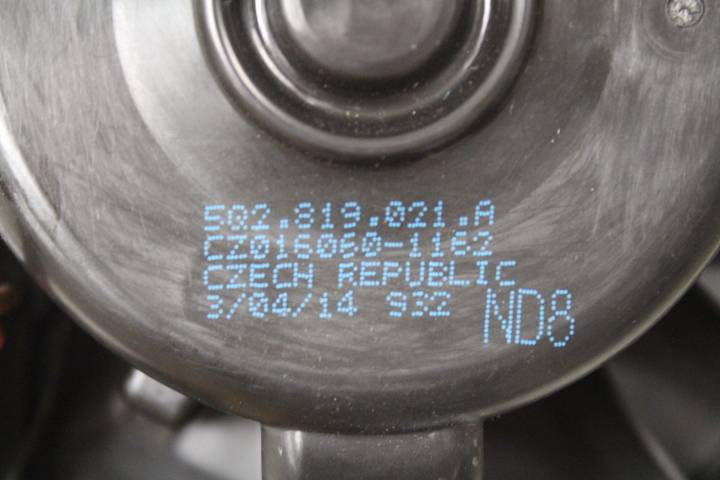 5Q2.819.021.A
CZ016060-1162
CZECH REPUBLIC
3/04/14 932
ND8